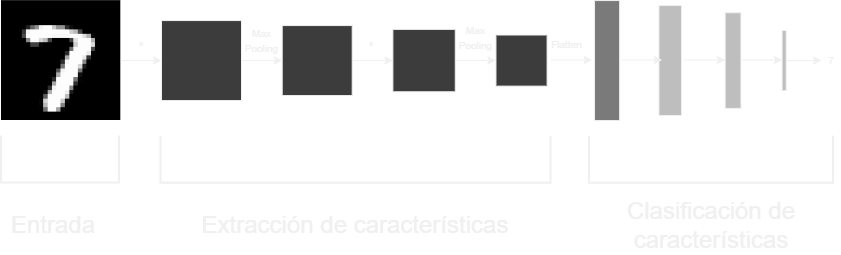 *
Max
Pooling
*
Max
Pooling
Flatten
7
Entrada
Extracción de características
Clasificación de
características